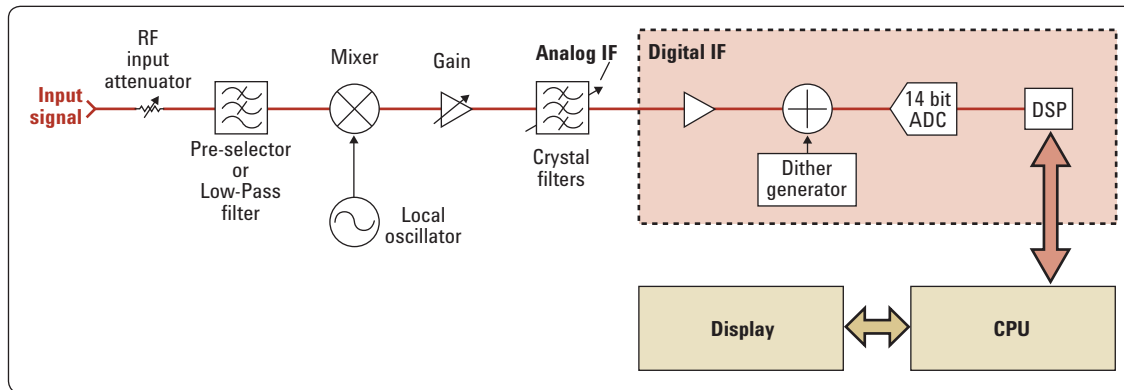 RF
input
attenuator
Input
signal
Pre-selector
or
Low-Pass
filter
Mixer
Local
oscillator
Gain
Analog IF
Crystal
filters
Digital IF
Dither
generator
14 bit
ADC
DSP
Display
CPU